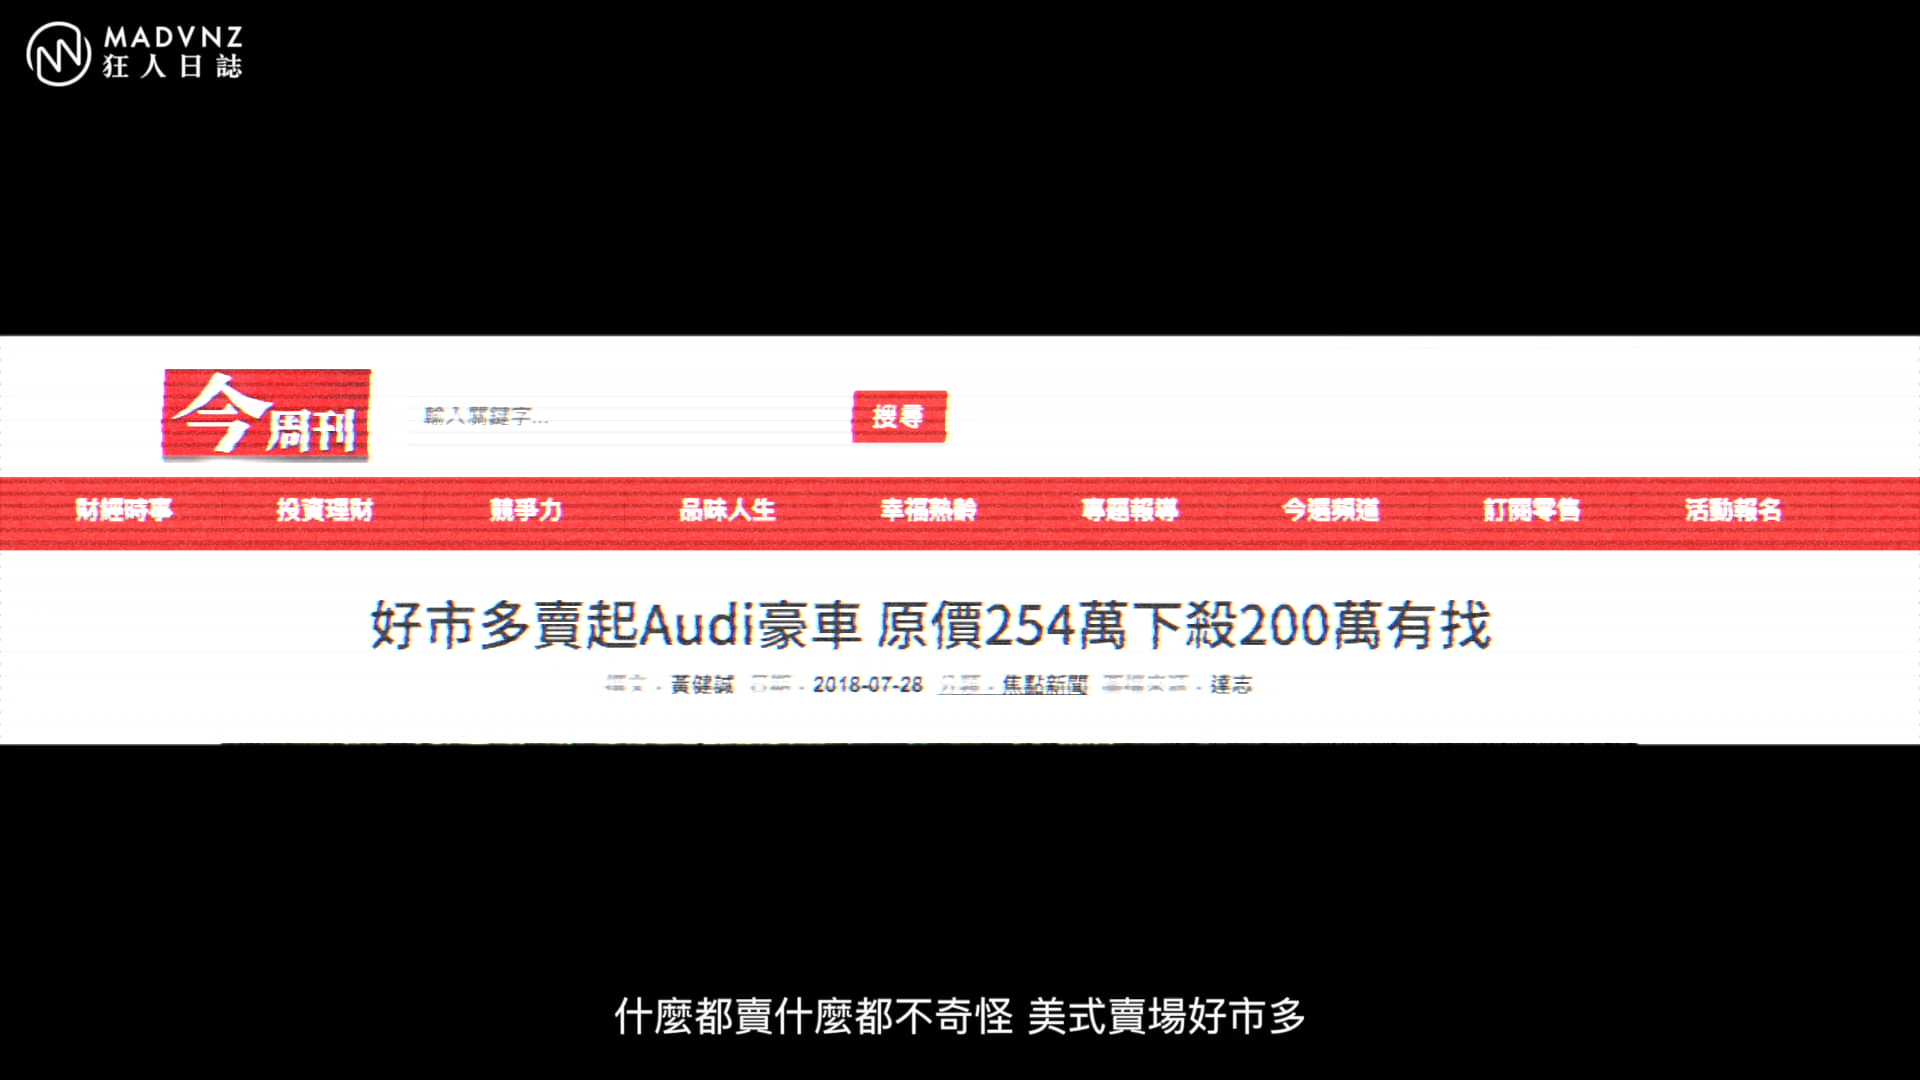 MADVNZ
狂人日誌
今周刊
輸入關鍵字...
搜尋
財經時事 投資理財 競爭力 品味人生 幸福熟齡 專題報導 今選頻道 訂閱零售 活動報名
好市多賣起Audi豪車 原價254萬下殺200萬有找
黃健誠 2018-07-28 焦點新聞 達志
什麼都賣什麼都不奇怪 美式賣場好市多